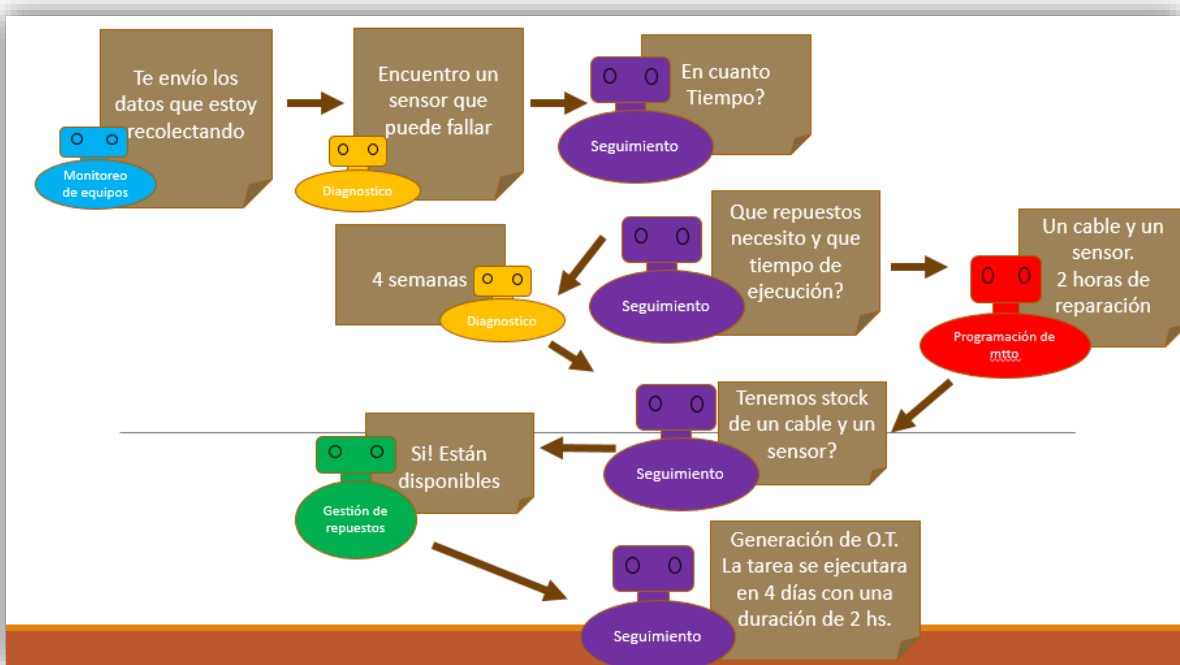 Te envío los
datos que estoy
recolectando
Monitoreo
de equipos
Encuentro un
sensor que
puede fallar
Diagnostico
En cuanto
Tiempo?
Seguimiento
4 semanas
Diagnostico
Que repuestos
necesito y que
tiempo de
ejecución?
Seguimiento
Un cable y un
sensor.
2 horas de
reparación
Programación de
mtto
Tenemos stock
de un cable y un
sensor?
Seguimiento
Si! Están
disponibles
Gestión de
repuestos
Generación de O.T.
La tarea se ejecutara
en 4 días con una
duración de 2 hs.
Seguimiento